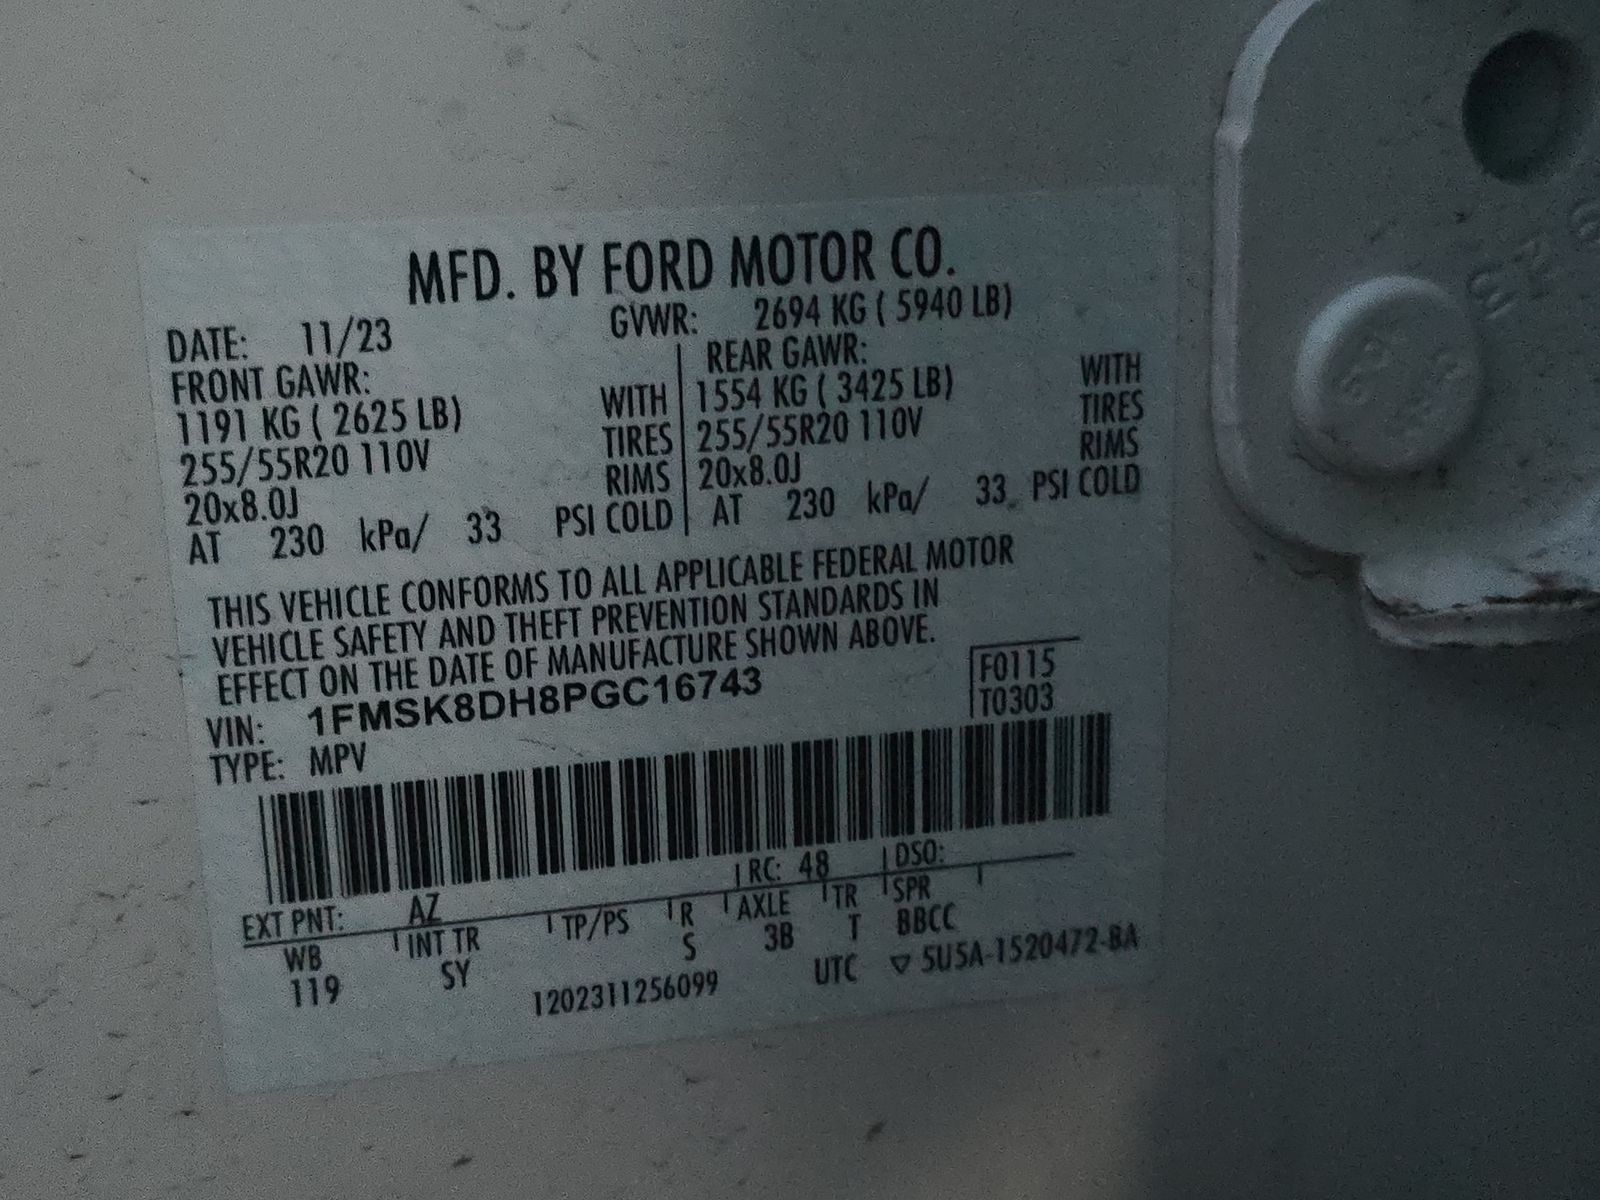 MFD. BY FORD MOTOR CO.
DATE: 11/23 GVWR: 2694 KG ( 5940 LB)
FRONT GAWR: REAR GAWR:
1191 KG ( 2625 LB) WITH 1554 KG ( 3425 LB) WITH
255/55R20 110V TIRES 255/55R20 110V TIRES
20x8.0J RIMS 20x8.0J RIMS
AT 230 kPa/ 33 PSI COLD AT 230 kPa/ 33 PSI COLD
THIS VEHICLE CONFORMS TO ALL APPLICABLE FEDERAL MOTOR
VEHICLE SAFETY AND THEFT PREVENTION STANDARDS IN
EFFECT ON THE DATE OF MANUFACTURE SHOWN ABOVE.
VIN: 1FMSK8DH8PGC16743 F0115
TYPE: MPV T0303
EXT PNT: AZ RC: 48 DSO:
WB INT TR TP/PS R AXLE TR SPR
119 SY S 3B T BBCC
1202311256099 UTC ▽ 5U5A-1520472-BA